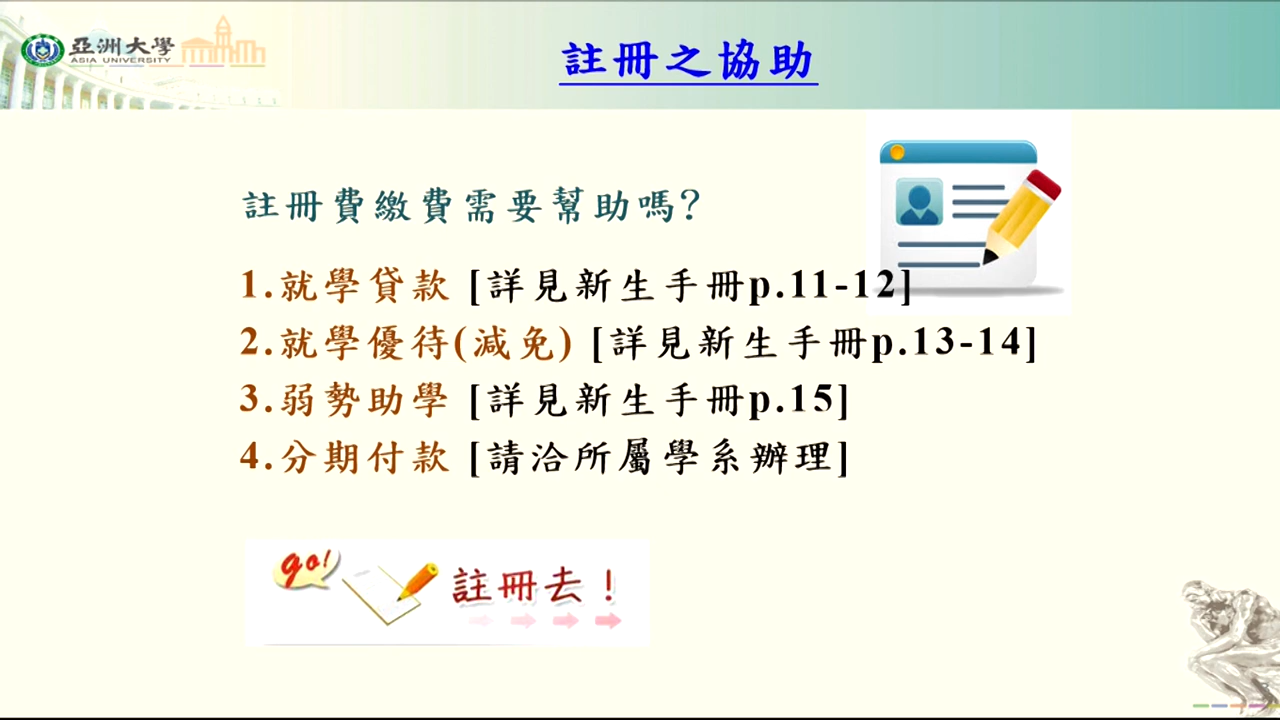 亞洲大學
ASIA UNIVERSITY
註冊之協助
註冊費繳費需要幫助嗎?
1.就學貸款 [詳見新生手冊p.11-12]
2.就學優待(減免) [詳見新生手冊p.13-14]
3.弱勢助學 [詳見新生手冊p.15]
4.分期付款 [請洽所屬學系辦理]
go!
註冊去!